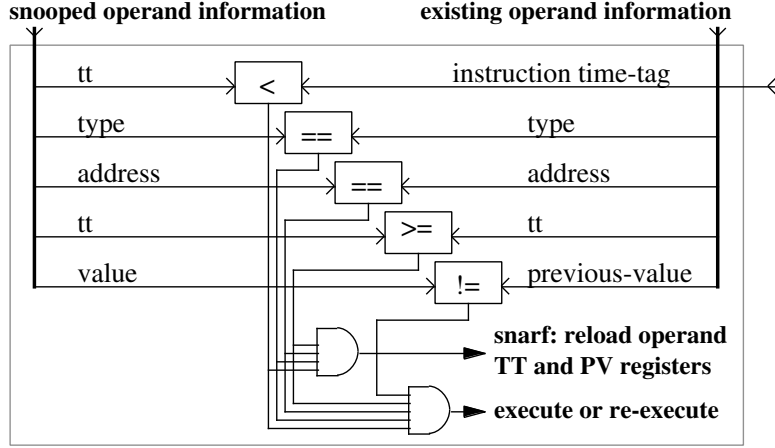 snooped operand information existing operand information
tt < instruction time-tag
type == type
address == address
tt >= tt
value != previous-value
snarf: reload operand
TT and PV registers
execute or re-execute